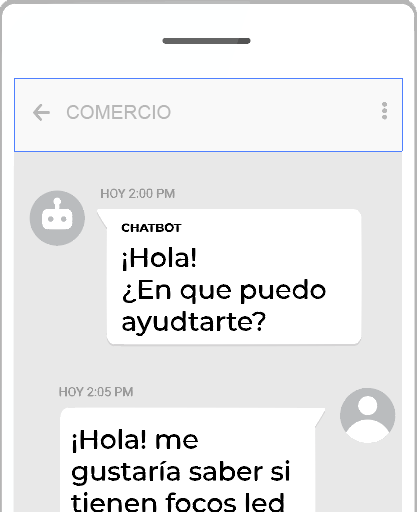 COMERCIO
HOY 2:00 PM
CHATBOT
¡Hola!
¿En que puedo
ayudtarte?
HOY 2:05 PM
¡Hola! me
gustaría saber si
tienen focos led